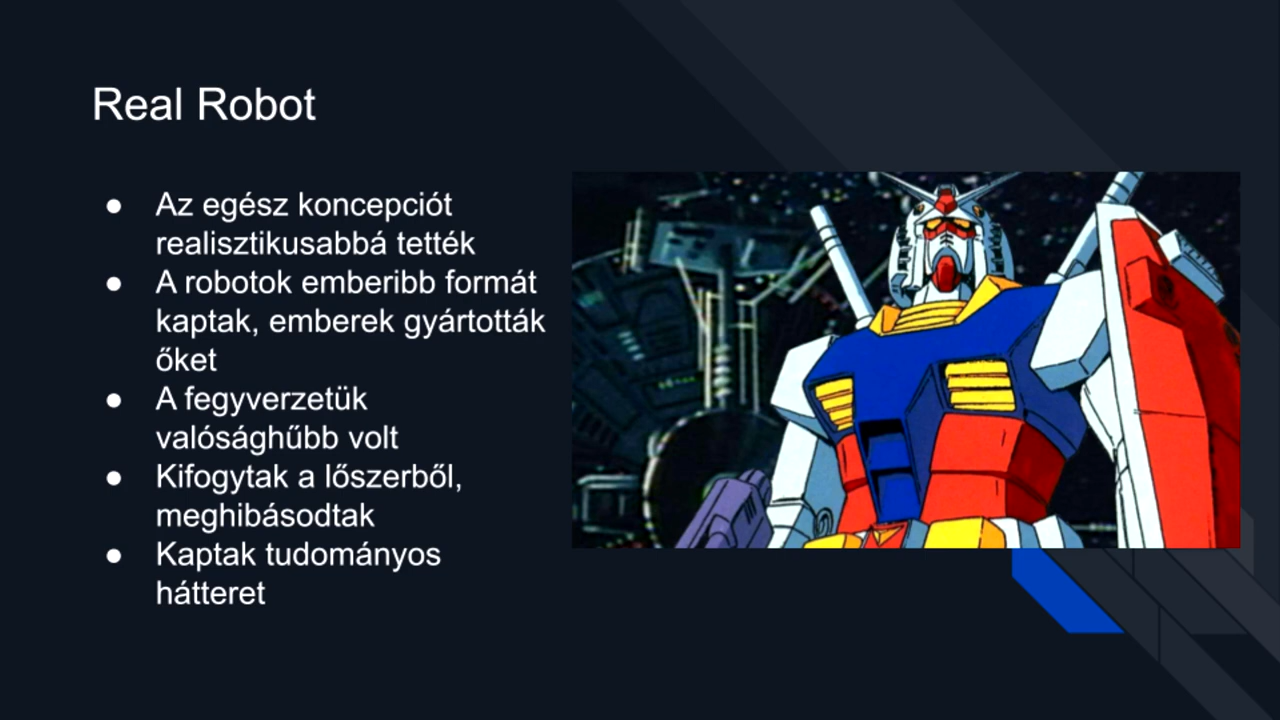 Real Robot
● Az egész koncepciót
realisztikusabbá tették
● A robotok emberibb formát
kaptak, emberek gyártották
őket
● A fegyverzetük
valósághűbb volt
● Kifogytak a lőszerből,
meghibásodtak
● Kaptak tudományos
hátteret